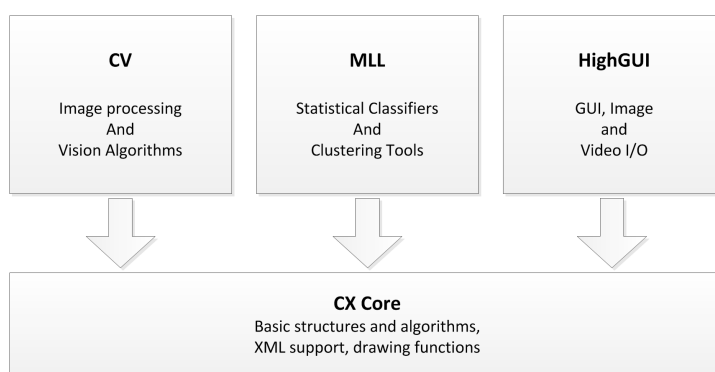 CV
Image processing
And
Vision Algorithms
MLL
Statistical Classifiers
And
Clustering Tools
HighGUI
GUI, Image
and
Video I/O
CX Core
Basic structures and algorithms,
XML support, drawing functions